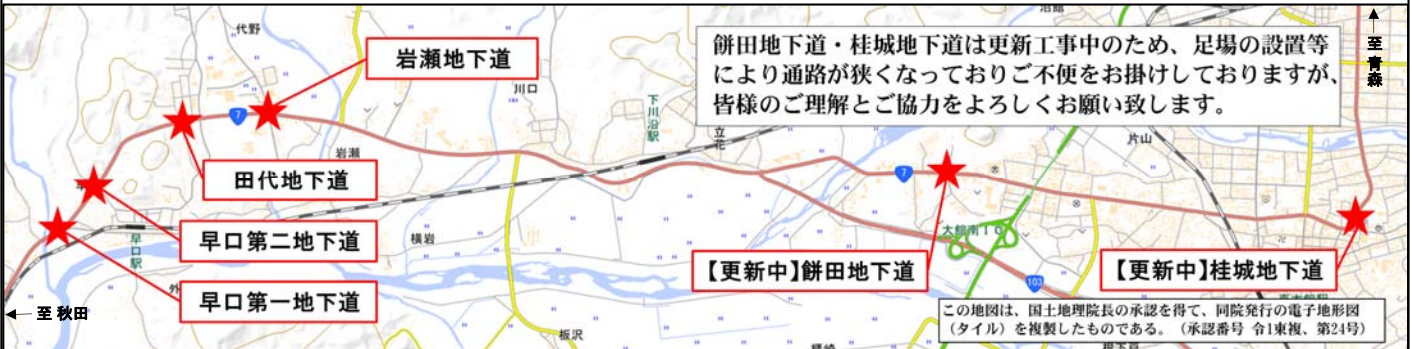 代野
岩瀬地下道
川口
下川沿駅
餅田地下道・桂城地下道は更新工事中のため、足場の設置等
により通路が狭くなっておりご不便をお掛けしておりますが、
皆様のご理解とご協力をよろしくお願い致します。
至 青森
7
岩瀬
立花
片山
田代地下道
7
早口第二地下道
早口駅
横岩
大館南IC
【更新中】餅田地下道
【更新中】桂城地下道
103
早口第一地下道
外
至 秋田
板沢
この地図は、国土地理院長の承認を得て、同院発行の電子地形図
(タイル)を複製したものである。(承認番号 令1東複、第24号)